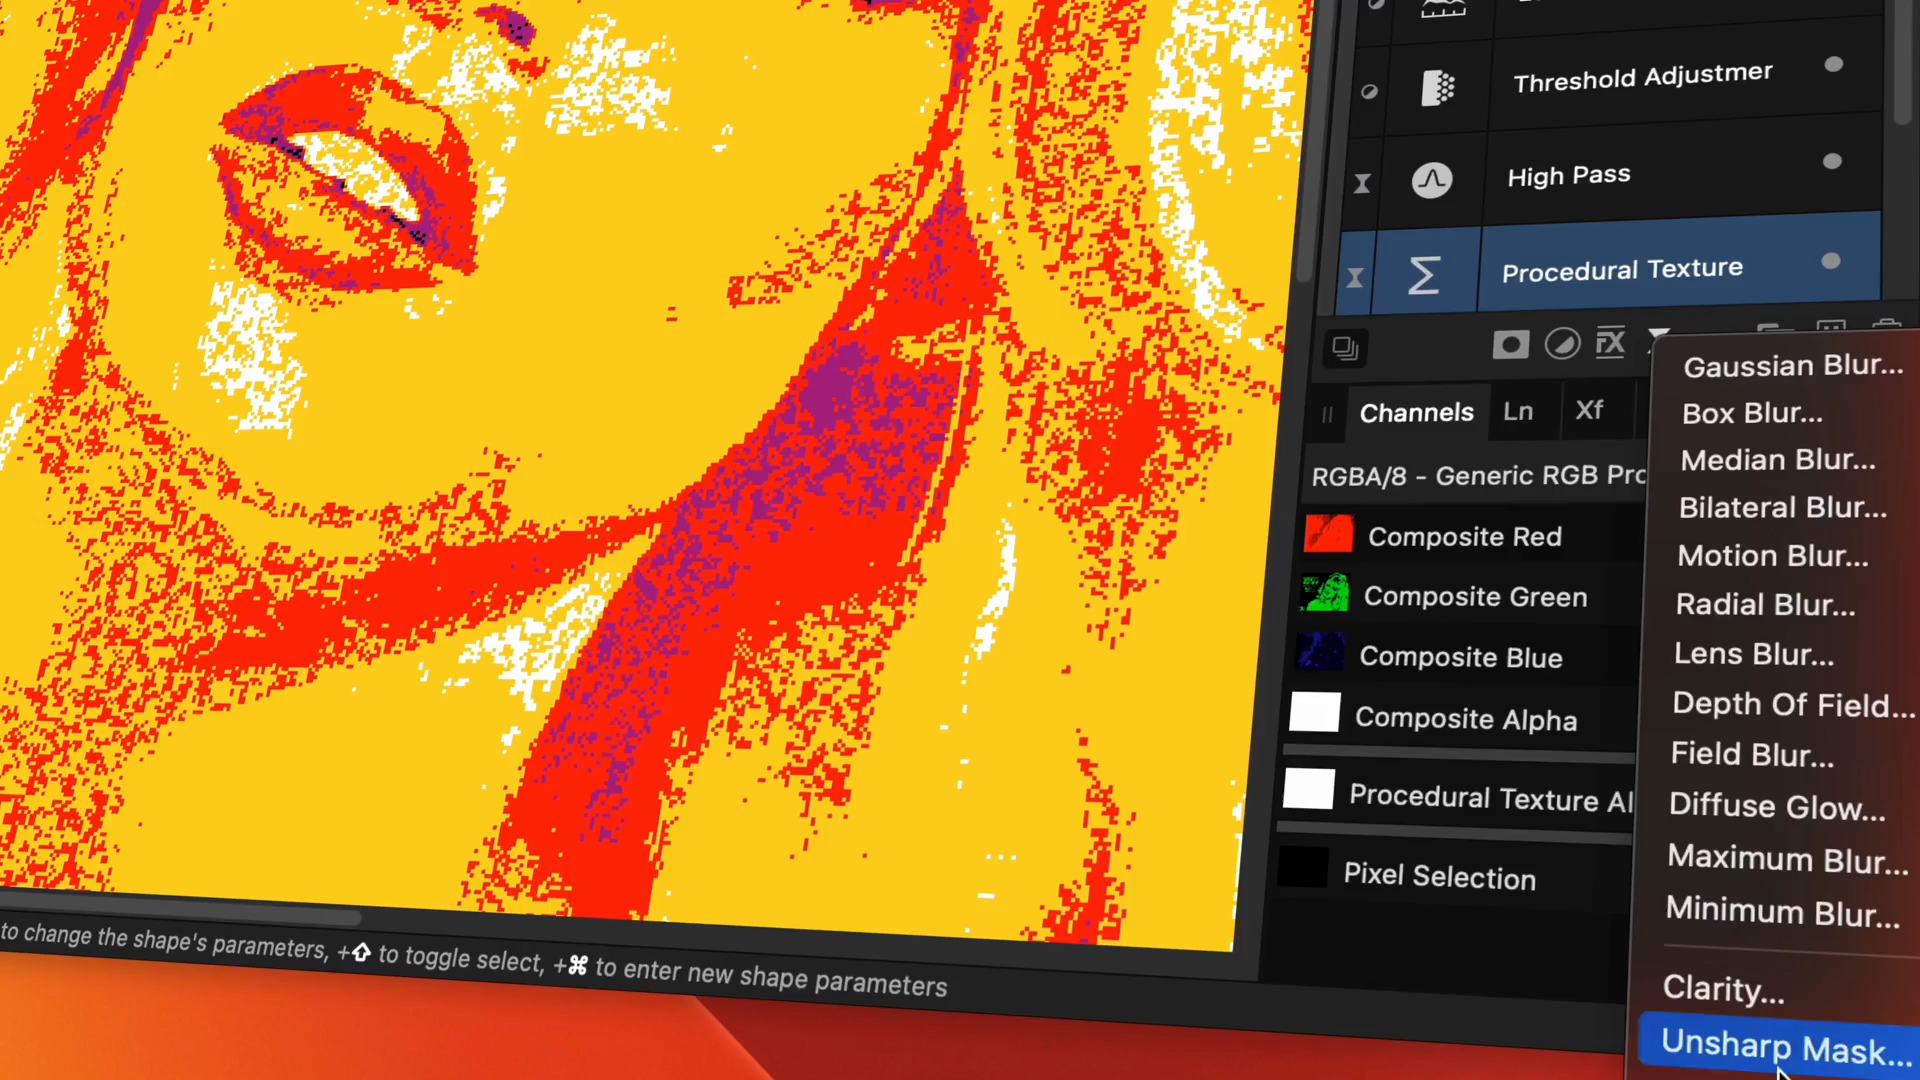 Threshold Adjustmer
High Pass
Procedural Texture
FX
Channels
Ln
Xf
RGBA/8 - Generic RGB Pro
Composite Red
Composite Green
Composite Blue
Composite Alpha
Procedural Texture Al
Pixel Selection
Gaussian Blur...
Box Blur...
Median Blur...
Bilateral Blur...
Motion Blur...
Radial Blur...
Lens Blur...
Depth Of Field...
Field Blur...
Diffuse Glow...
Maximum Blur...
Minimum Blur...
Clarity...
Unsharp Mask...
to change the shape's parameters, +⇧ to toggle select, +⌘ to enter new shape parameters